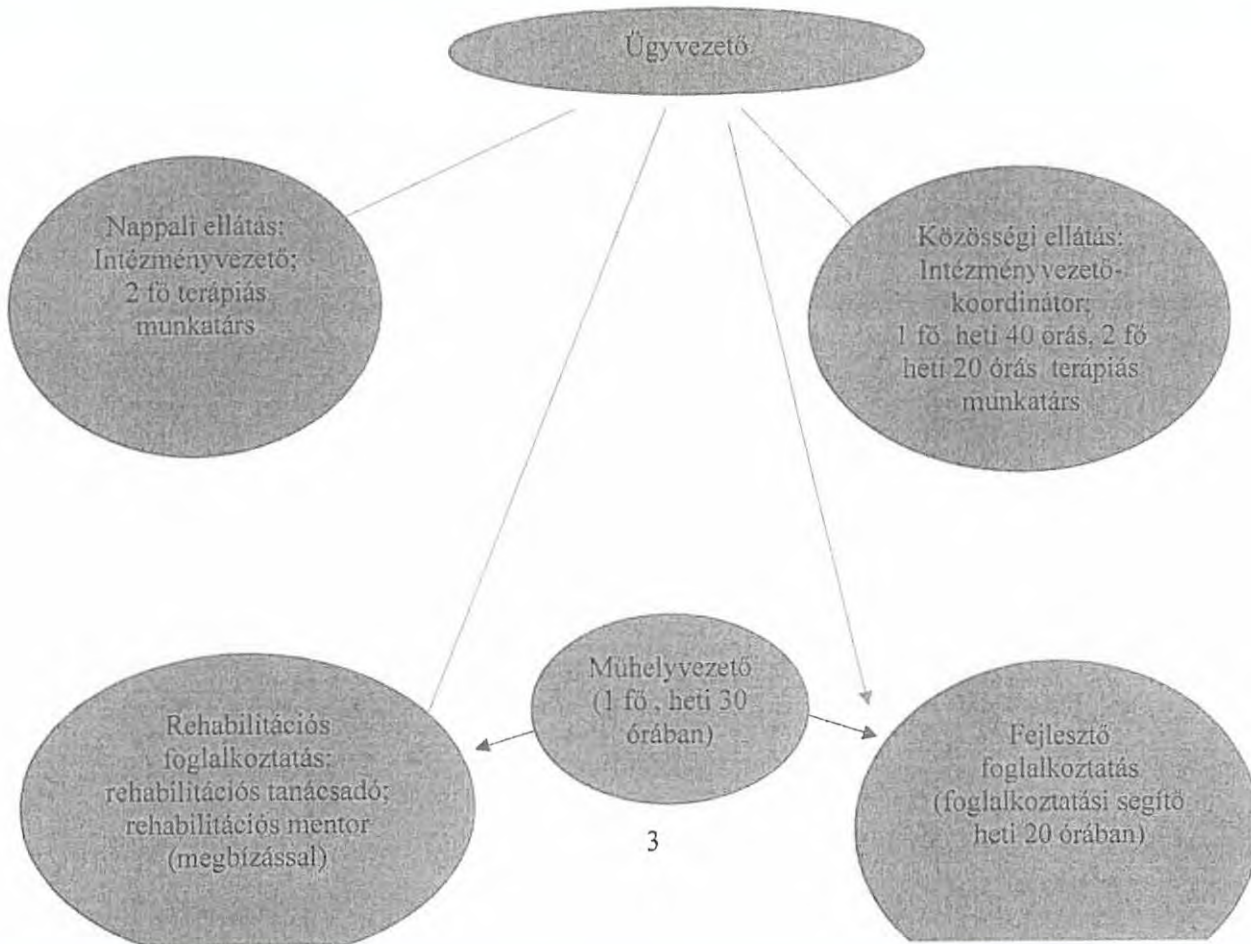 Ügyvezető
Nappali ellátás:
Intézményvezető;
2 fő terápiás
munkatárs
Közösségi ellátás:
Intézményvezető-
koordinátor;
1 fő heti 40 órás, 2 fő
heti 20 órás terápiás
munkatárs
Műhelyvezető
(1 fő , heti 30
órában)
Rehabilitációs
foglalkoztatás:
rehabilitációs tanácsadó;
rehabilitációs mentor
(megbízással)
Fejlesztő
foglalkoztatás
(foglalkoztatási segítő
heti 20 órában)
3